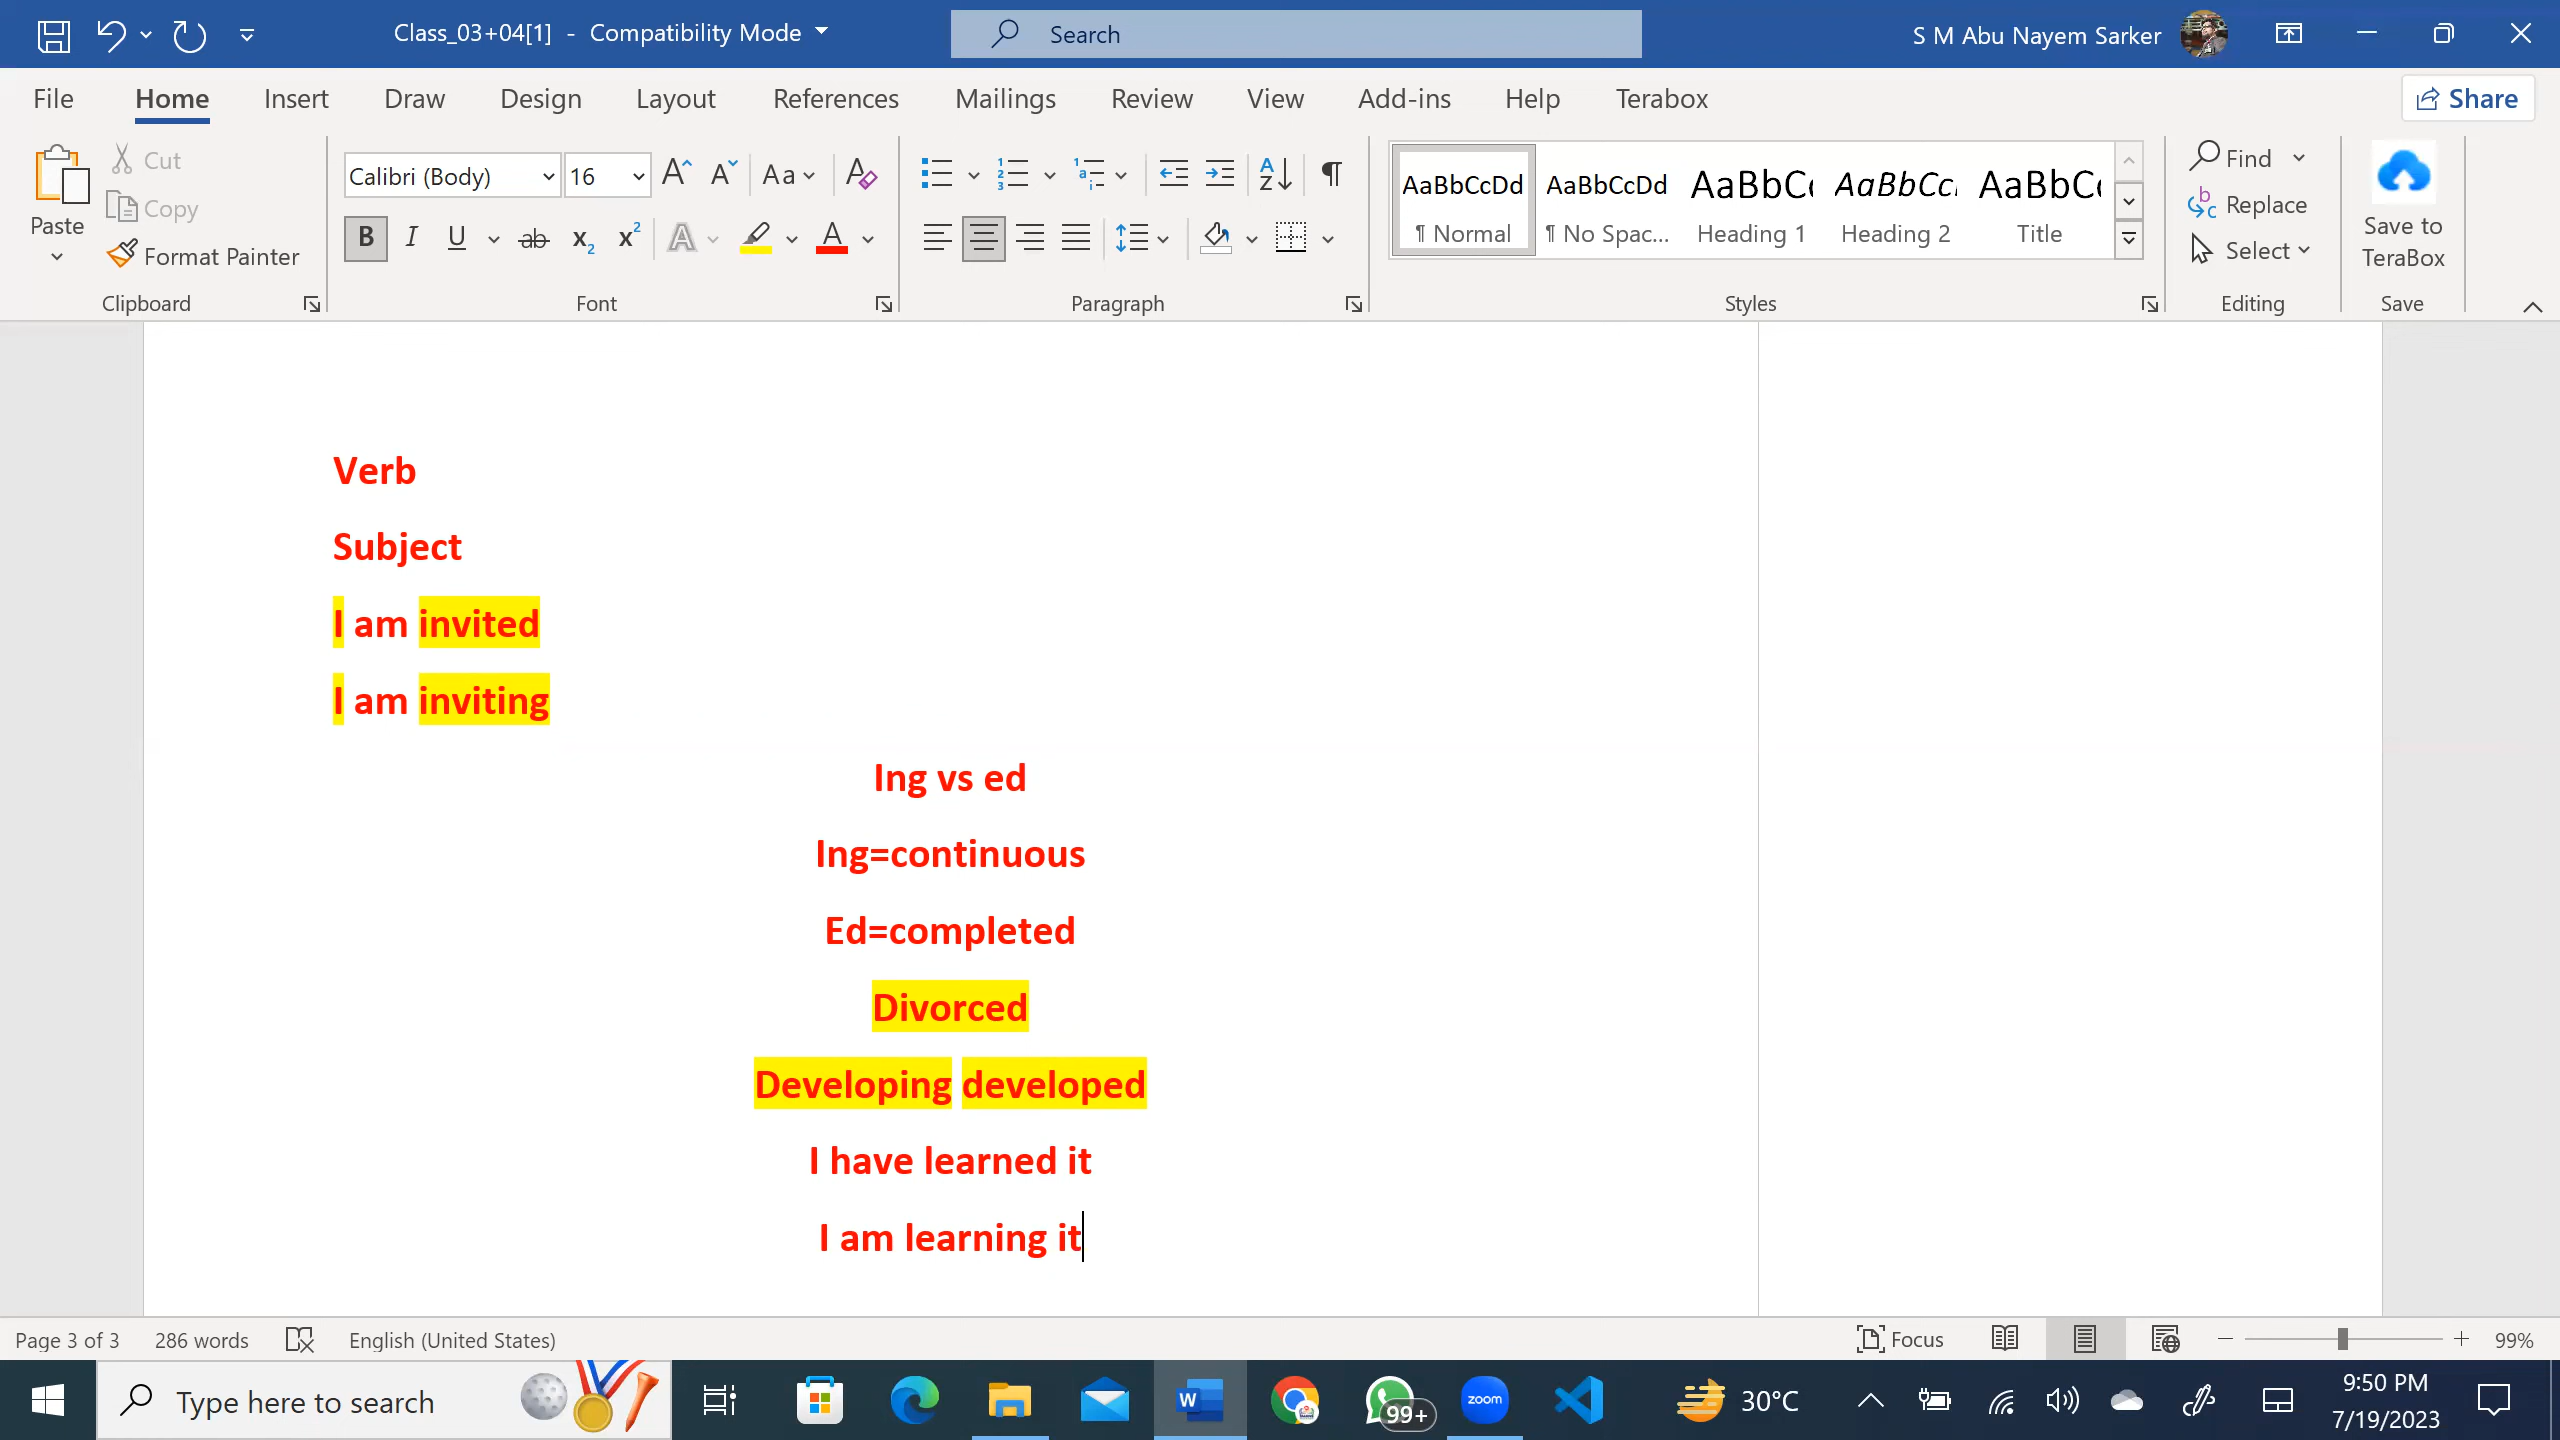 Class_03+04[1] - Compatibility Mode
Search
S M Abu Nayem Sarker
File Home Insert Draw Design Layout References Mailings Review View Add-ins Help Terabox
Share
Paste
Cut
Copy
Format Painter
Clipboard
Calibri (Body) 16
Font
Paragraph
AaBbCcDd AaBbCcDd AaBbCc AaBbCc AaBbCc
¶ Normal ¶ No Spac... Heading 1 Heading 2 Title
Styles
Find
Replace
Select
Editing
Save to
TeraBox
Save
Verb
Subject
I am invited
I am inviting
Ing vs ed
Ing=continuous
Ed=completed
Divorced
Developing developed
I have learned it
I am learning it
Page 3 of 3 286 words English (United States)
Focus
99%
Type here to search
zoom
99+
30°C
9:50 PM
7/19/2023